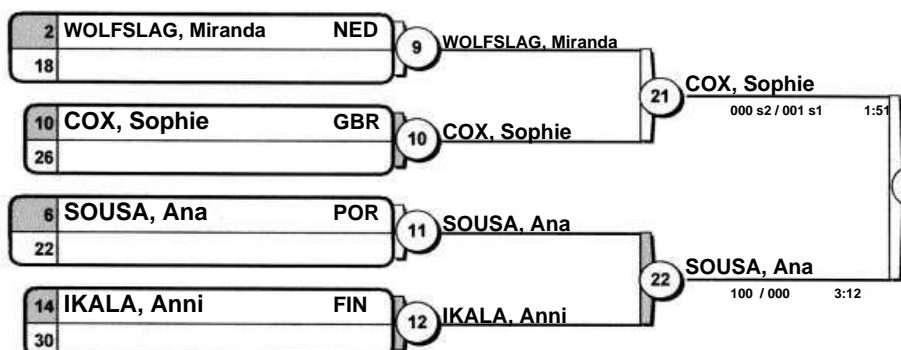 2 WOLFSLAG, Miranda NED
18
9 WOLFSLAG, Miranda
21 COX, Sophie
000 s2 / 001 s1 1:51
10 COX, Sophie GBR
26
10 COX, Sophie
6 SOUSA, Ana POR
22
11 SOUSA, Ana
22 SOUSA, Ana
100 / 000 3:12
14 IKALA, Anni FIN
30
12 IKALA, Anni